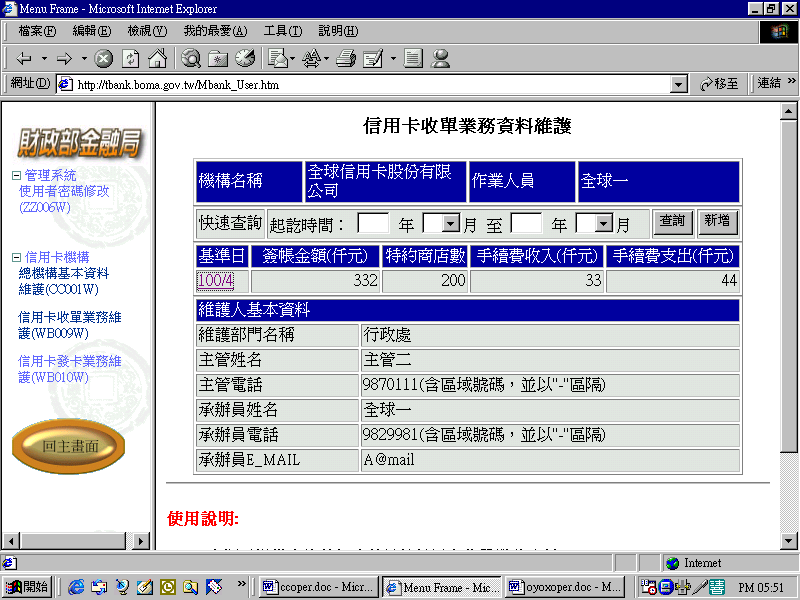 Menu Frame - Microsoft Internet Explorer
檔案(F) 編輯(E) 檢視(V) 我的最愛(A) 工具(T) 說明(H)
網址(D) http://tbank.boma.gov.tw/Mbank_User.htm 移至 連結 »
財政部金融局
管理系統
使用者密碼修改
(ZZ006W)
信用卡機構
總機構基本資料
維護(CC001W)
信用卡收單業務維
護(WB009W)
信用卡發卡業務維
護(WB010W)
回主畫面
信用卡收單業務資料維護
機構名稱 全球信用卡股份有限公司 作業人員 全球一
快速查詢 起訖時間： 年 月 至 年 月 查詢 新增
基準日 簽帳金額(仟元) 特約商店數 手續費收入(仟元) 手續費支出(仟元)
100/4 332 200 33 44
維護人基本資料
維護部門名稱 行政處
主管姓名 主管二
主管電話 9870111(含區域號碼，並以"-"區隔)
承辦員姓名 全球一
承辦員電話 9829981(含區域號碼，並以"-"區隔)
承辦員E_MAIL A@mail
使用說明:
Internet
開始 » ccoper.doc - Micr... Menu Frame - Mic... oyoxoper.doc - M... PM 05:51